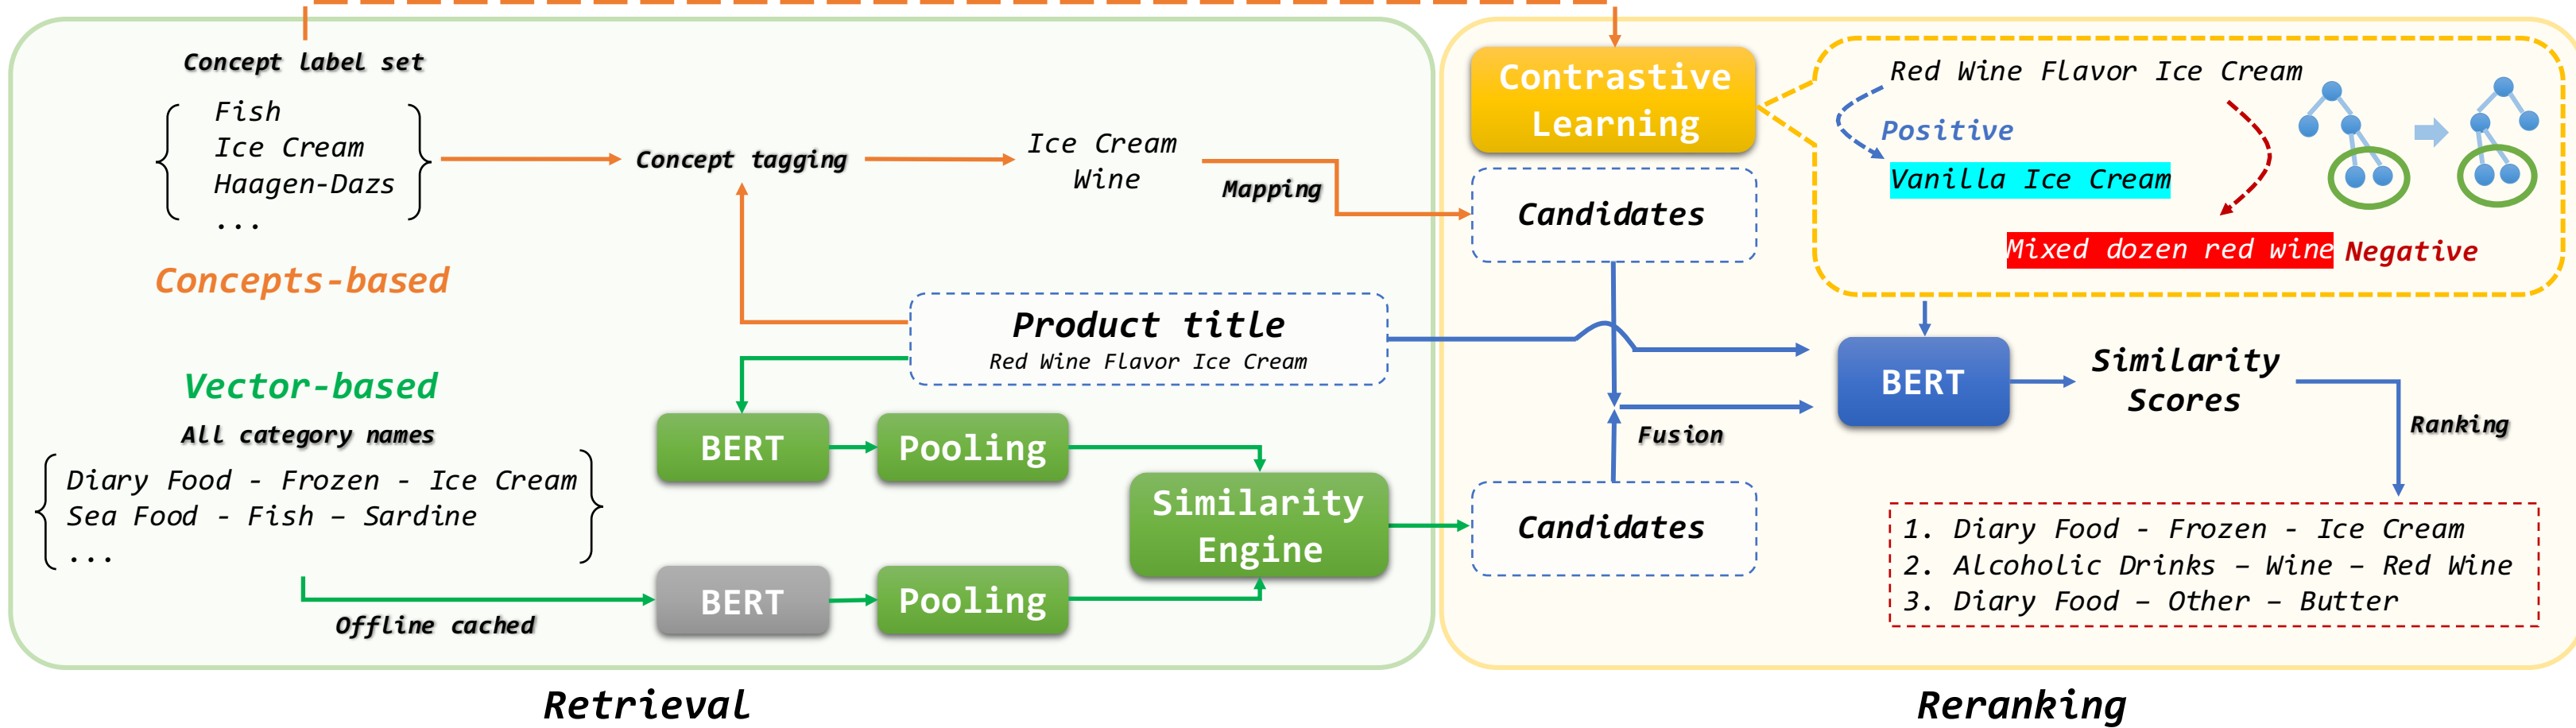 Concept label set
Fish
Ice Cream
Haagen-Dazs
...
Concepts-based
Concept tagging
Ice Cream
Wine
Mapping
Product title
Red Wine Flavor Ice Cream
Vector-based
All category names
Diary Food - Frozen - Ice Cream
Sea Food - Fish – Sardine
...
Offline cached
BERT
Pooling
BERT
Pooling
Similarity
Engine
Retrieval
Contrastive
Learning
Candidates
Candidates
Fusion
Red Wine Flavor Ice Cream
Positive
Vanilla Ice Cream
Mixed dozen red wine
Negative
BERT
Similarity
Scores
Ranking
1. Diary Food - Frozen - Ice Cream
2. Alcoholic Drinks – Wine – Red Wine
3. Diary Food – Other – Butter
Reranking